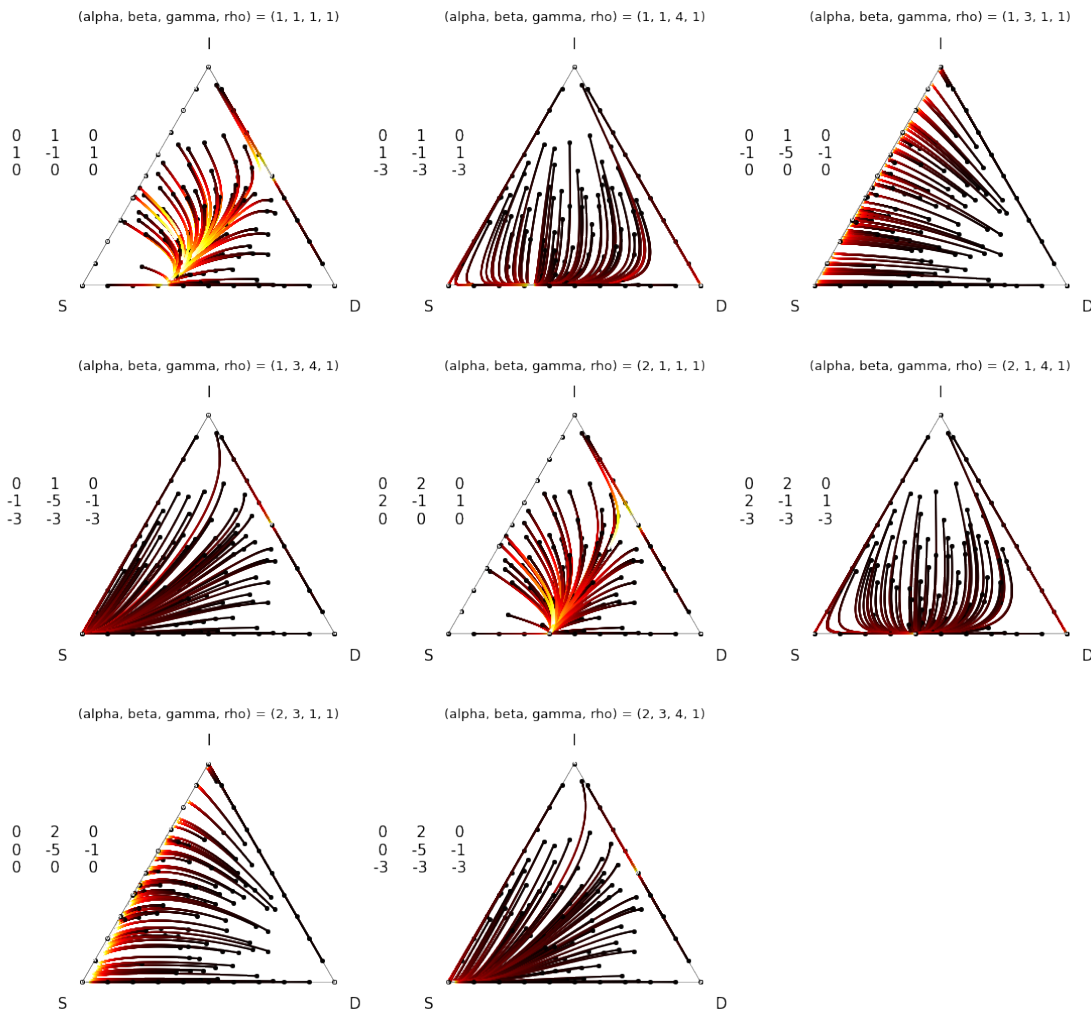 (alpha, beta, gamma, rho) = (1, 1, 1, 1)
I
0 1 0
1 -1 1
0 0 0
S D
(alpha, beta, gamma, rho) = (1, 1, 4, 1)
I
0 1 0
1 -1 1
-3 -3 -3
S D
(alpha, beta, gamma, rho) = (1, 3, 1, 1)
I
0 1 0
-1 -5 -1
0 0 0
S D
(alpha, beta, gamma, rho) = (1, 3, 4, 1)
I
0 1 0
-1 -5 -1
-3 -3 -3
S D
(alpha, beta, gamma, rho) = (2, 1, 1, 1)
I
0 2 0
2 -1 1
0 0 0
S D
(alpha, beta, gamma, rho) = (2, 1, 4, 1)
I
0 2 0
2 -1 1
-3 -3 -3
S D
(alpha, beta, gamma, rho) = (2, 3, 1, 1)
I
0 2 0
0 -5 -1
0 0 0
S D
(alpha, beta, gamma, rho) = (2, 3, 4, 1)
I
0 2 0
0 -5 -1
-3 -3 -3
S D